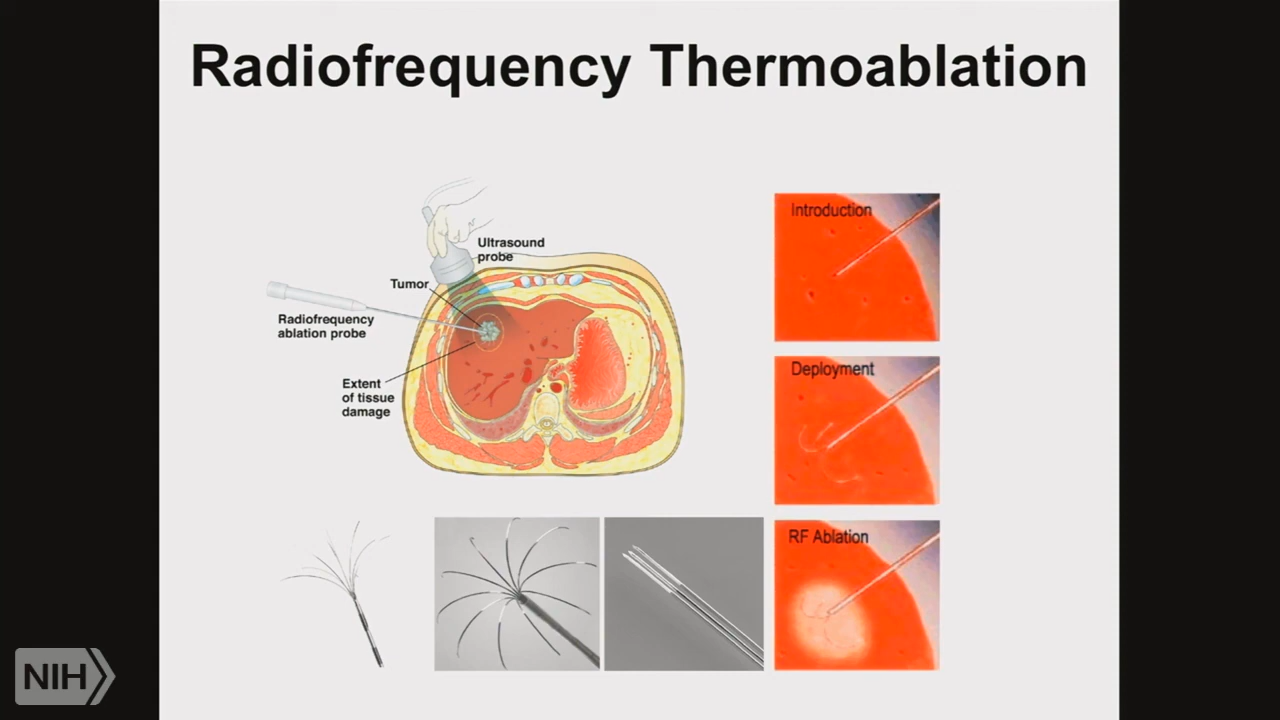 Radiofrequency Thermoablation
Ultrasound
probe
Tumor
Radiofrequency
ablation probe
Extent
of tissue
damage
Introduction
Deployment
RF Ablation
NIH